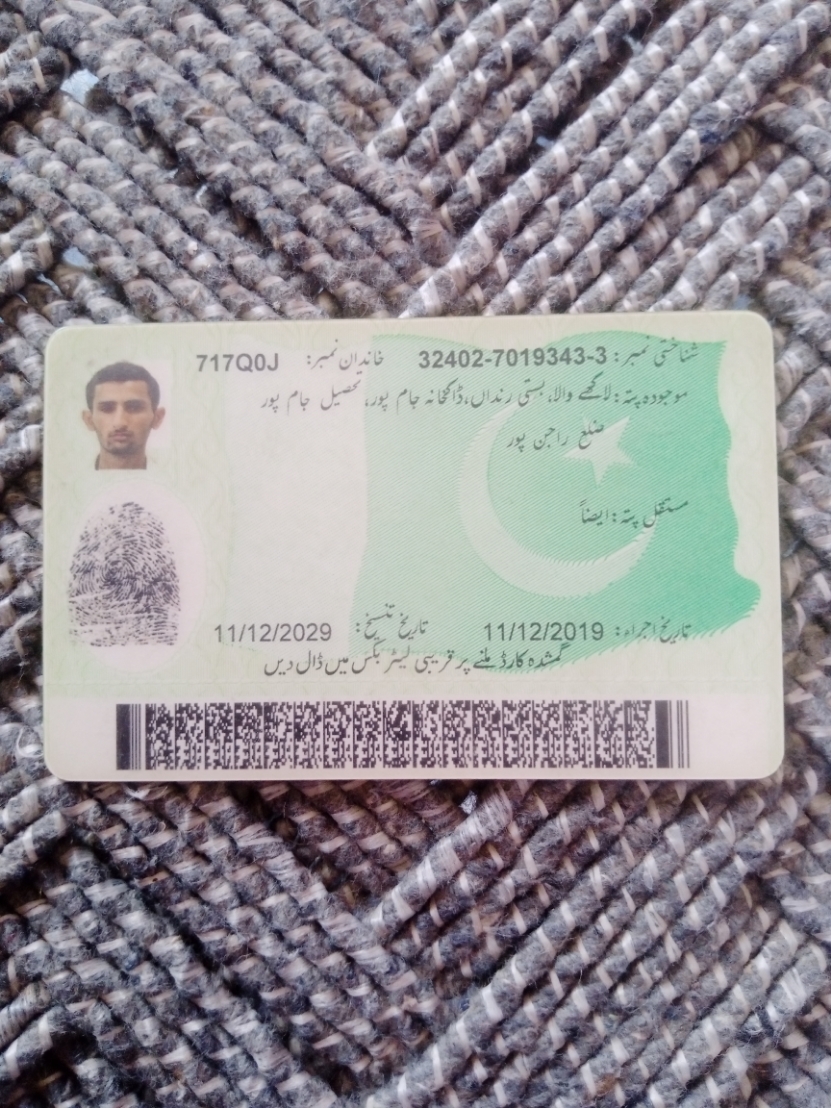 شناختی نمبر: 32402-7019343-3 خاندان نمبر: 717Q0J
موجودہ پتہ: لاکھے والا، بستی رنداں، ڈاکخانہ جام پور، تحصیل جام پور
ضلع راجن پور
مستقل پتہ: ایضاً
تاریخ اجراء: 11/12/2019 تاریخ تنسیخ: 11/12/2029
گمشدہ کارڈ ملنے پر قریبی لیٹر بکس میں ڈال دیں